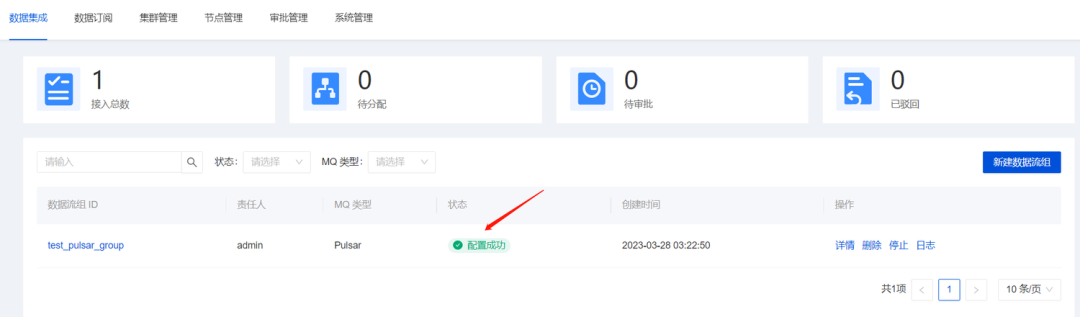 数据集成 数据订阅 集群管理 节点管理 审批管理 系统管理
1 0 0 0
接入总数 待分配 待审批 已驳回
请输入 状态: 请选择 MQ 类型: 请选择 新建数据流组
数据流组 ID 责任人 MQ 类型 状态 创建时间 操作
test_pulsar_group admin Pulsar 配置成功 2023-03-28 03:22:50 详情 删除 停止 日志
共1项 < 1 > 10 条/页